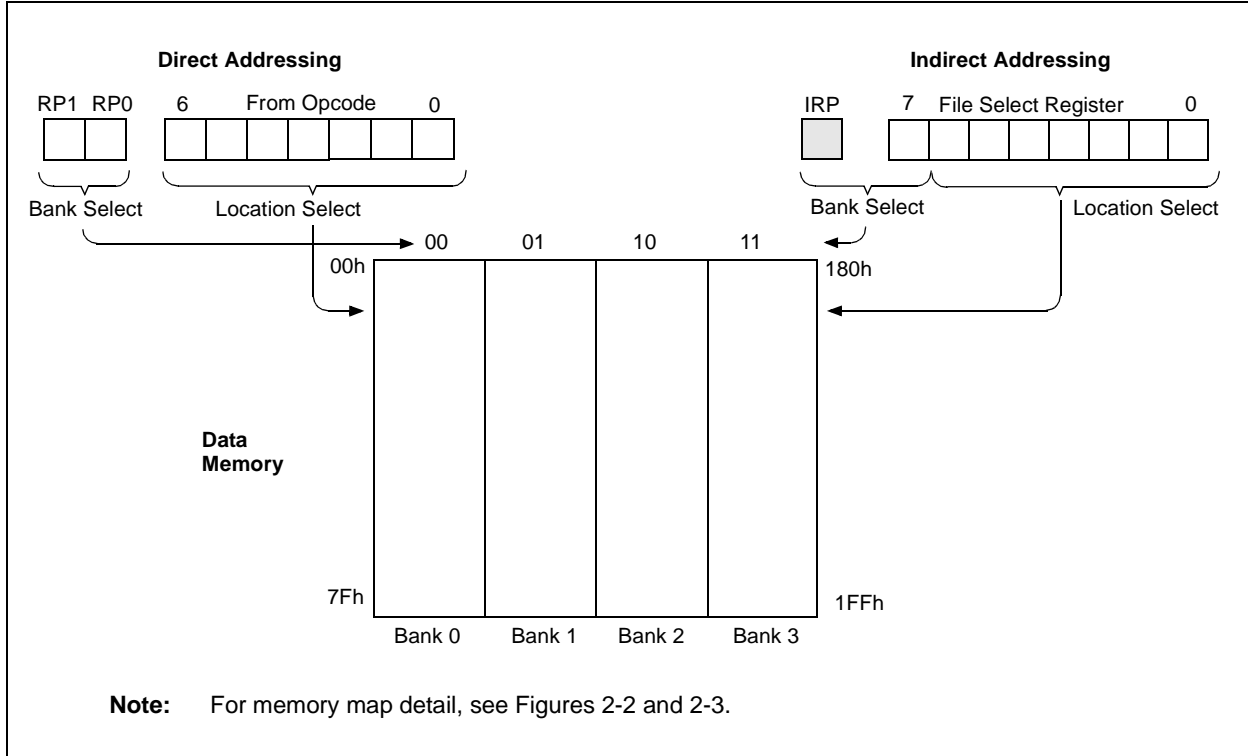 Direct Addressing
Indirect Addressing
RP1 RP0 6 From Opcode 0
IRP 7 File Select Register 0
Bank Select Location Select
Bank Select Location Select
00 01 10 11
00h
180h
Data
Memory
7Fh
1FFh
Bank 0 Bank 1 Bank 2 Bank 3
Note: For memory map detail, see Figures 2-2 and 2-3.